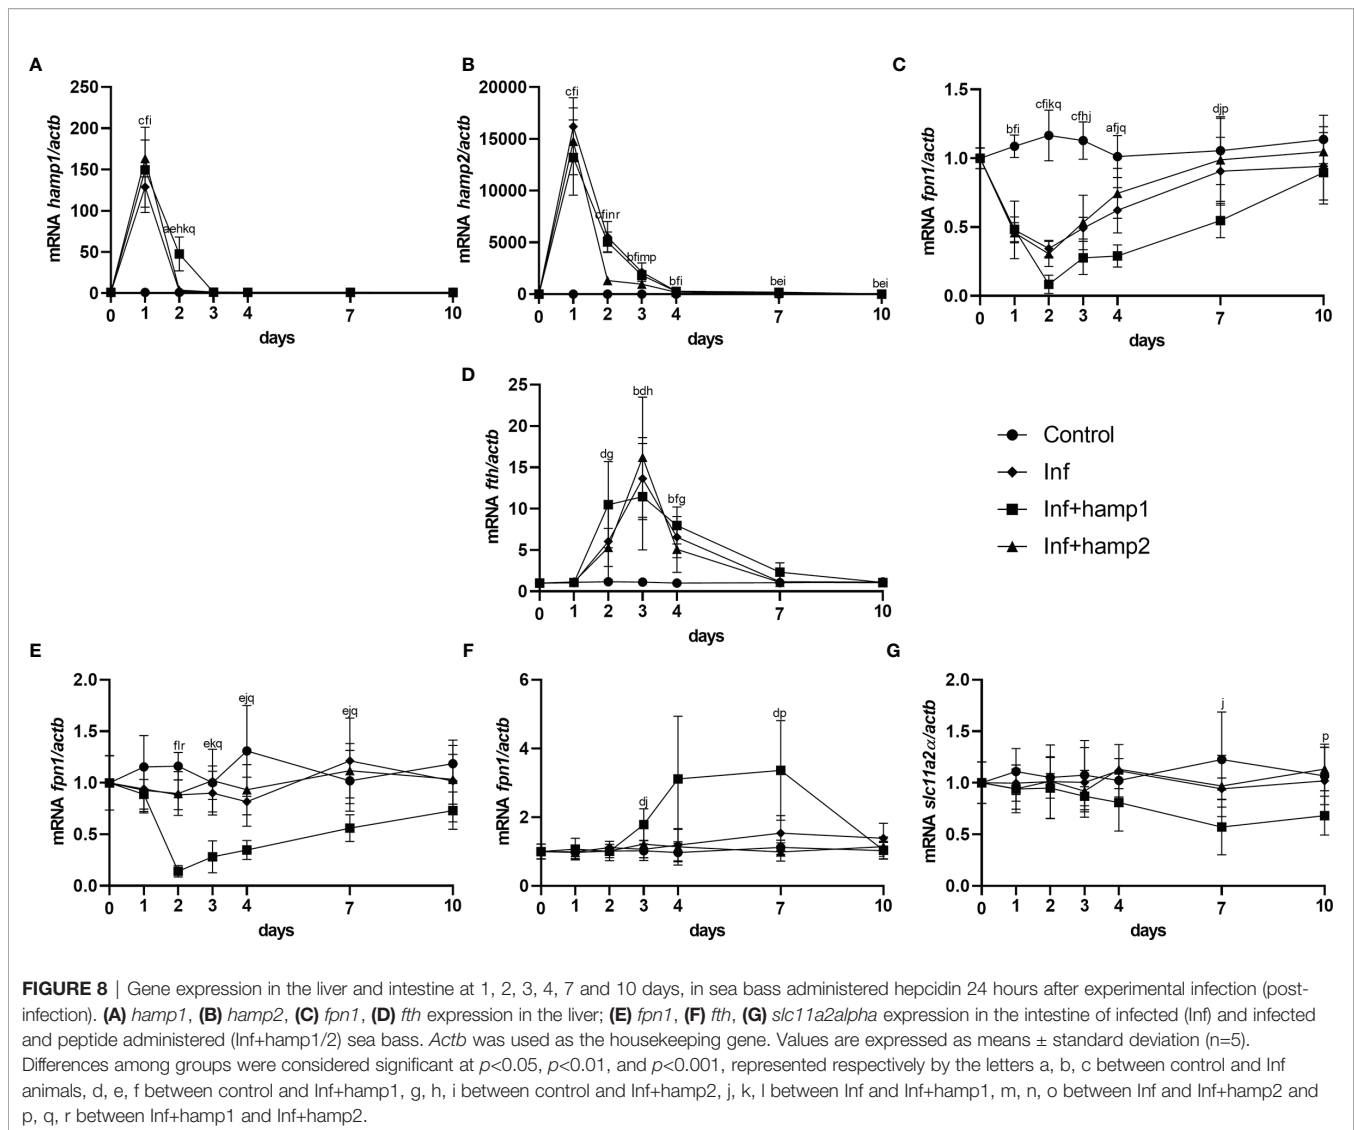 A
250
200
150
100
50
0
mRNA hamp1/actb
cfi
aehkq
0 1 2 3 4 7 10
days
B
20000
15000
10000
5000
0
mRNA hamp2/actb
cfi
cfinr
bfimp
bfi
bei
bei
0 1 2 3 4 7 10
days
C
1.5
1.0
0.5
0.0
mRNA fpn1/actb
bfi
cfikq
cfhj
afjq
djp
0 1 2 3 4 7 10
days
D
25
20
15
10
5
0
mRNA fth/actb
dg
bdh
bfg
0 1 2 3 4 7 10
days
Control
Inf
Inf+hamp1
Inf+hamp2
E
2.0
1.5
1.0
0.5
0.0
mRNA fpn1/actb
flr
ekq
ejq
ejq
0 1 2 3 4 7 10
days
F
6
4
2
0
mRNA fpn1/actb
dj
dp
0 1 2 3 4 7 10
days
G
2.0
1.5
1.0
0.5
0.0
mRNA slc11a2α/actb
j
p
0 1 2 3 4 7 10
days
FIGURE 8 | Gene expression in the liver and intestine at 1, 2, 3, 4, 7 and 10 days, in sea bass administered hepcidin 24 hours after experimental infection (post-
infection). (A) hamp1, (B) hamp2, (C) fpn1, (D) fth expression in the liver; (E) fpn1, (F) fth, (G) slc11a2alpha expression in the intestine of infected (Inf) and infected
and peptide administered (Inf+hamp1/2) sea bass. Actb was used as the housekeeping gene. Values are expressed as means ± standard deviation (n=5).
Differences among groups were considered significant at p<0.05, p<0.01, and p<0.001, represented respectively by the letters a, b, c between control and Inf
animals, d, e, f between control and Inf+hamp1, g, h, i between control and Inf+hamp2, j, k, l between Inf and Inf+hamp1, m, n, o between Inf and Inf+hamp2 and
p, q, r between Inf+hamp1 and Inf+hamp2.